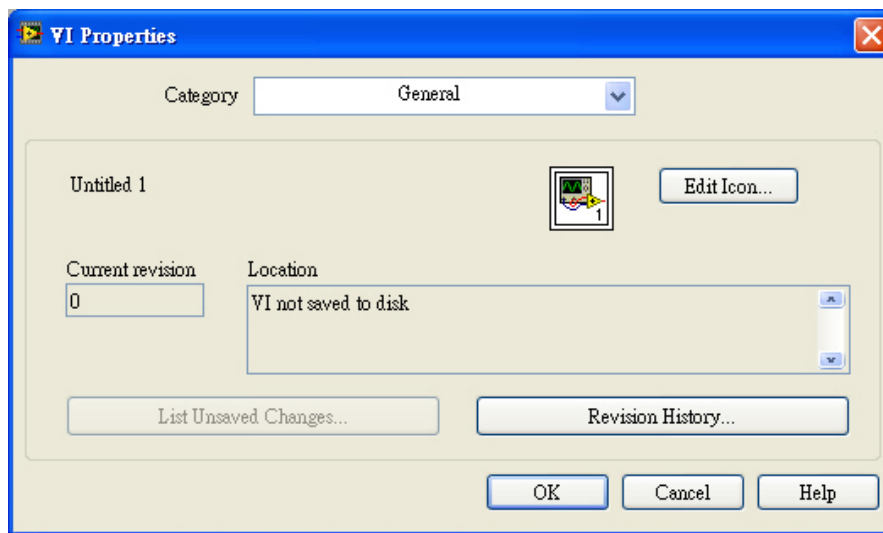 VI Properties
Category General
Untitled 1
1
Edit Icon...
Current revision Location
0 VI not saved to disk
List Unsaved Changes... Revision History...
OK Cancel Help